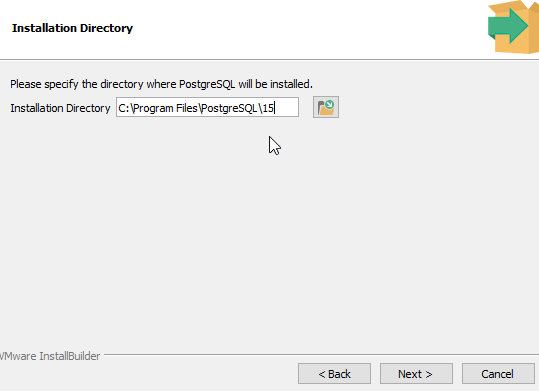 Installation Directory
Please specify the directory where PostgreSQL will be installed.
Installation Directory C:\Program Files\PostgreSQL\15
VMware InstallBuilder
< Back Next > Cancel